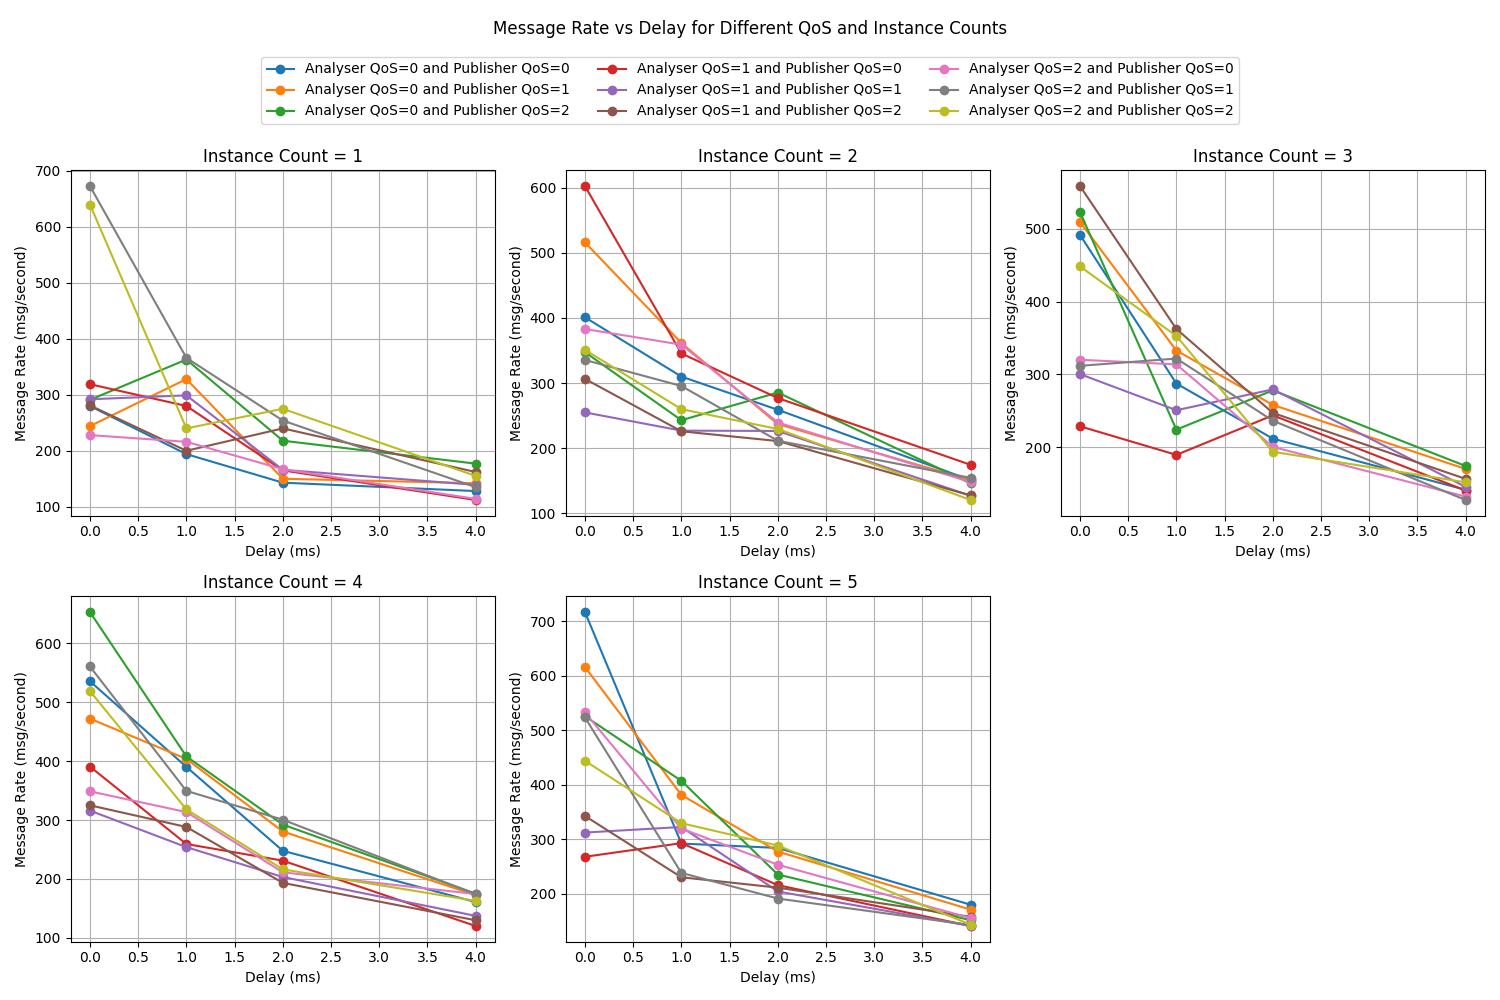 Message Rate vs Delay for Different QoS and Instance Counts
Analyser QoS=0 and Publisher QoS=0
Analyser QoS=0 and Publisher QoS=1
Analyser QoS=0 and Publisher QoS=2
Analyser QoS=1 and Publisher QoS=0
Analyser QoS=1 and Publisher QoS=1
Analyser QoS=1 and Publisher QoS=2
Analyser QoS=2 and Publisher QoS=0
Analyser QoS=2 and Publisher QoS=1
Analyser QoS=2 and Publisher QoS=2
Instance Count = 1
Message Rate (msg/second)
700
600
500
400
300
200
100
0.0 0.5 1.0 1.5 2.0 2.5 3.0 3.5 4.0
Delay (ms)
Instance Count = 2
Message Rate (msg/second)
600
500
400
300
200
100
0.0 0.5 1.0 1.5 2.0 2.5 3.0 3.5 4.0
Delay (ms)
Instance Count = 3
Message Rate (msg/second)
500
400
300
200
0.0 0.5 1.0 1.5 2.0 2.5 3.0 3.5 4.0
Delay (ms)
Instance Count = 4
Message Rate (msg/second)
600
500
400
300
200
100
0.0 0.5 1.0 1.5 2.0 2.5 3.0 3.5 4.0
Delay (ms)
Instance Count = 5
Message Rate (msg/second)
700
600
500
400
300
200
0.0 0.5 1.0 1.5 2.0 2.5 3.0 3.5 4.0
Delay (ms)